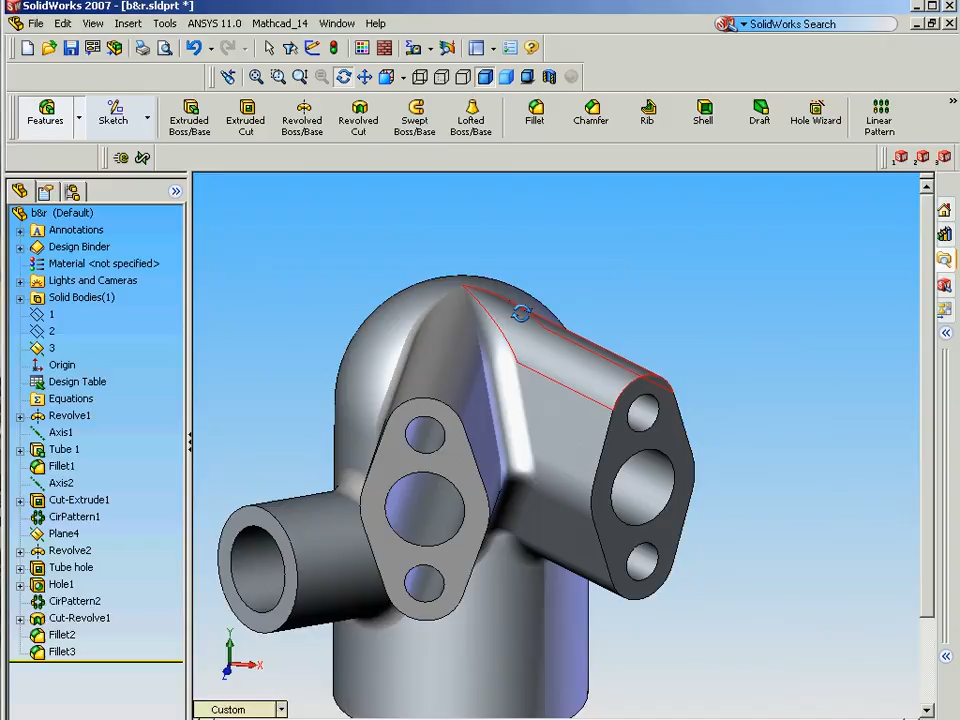 SolidWorks 2007 - [b&r.sldprt *]
File Edit View Insert Tools ANSYS 11.0 Mathcad_14 Window Help SolidWorks Search
Features Sketch Extruded Boss/Base Extruded Cut Revolved Boss/Base Revolved Cut Swept Boss/Base Lofted Boss/Base Fillet Chamfer Rib Shell Draft Hole Wizard Linear Pattern
1 2 3
b&r (Default)
Annotations
Design Binder
Material <not specified>
Lights and Cameras
Solid Bodies(1)
1
2
3
Origin
Design Table
Equations
Revolve1
Axis1
Tube 1
Fillet1
Axis2
Cut-Extrude1
CirPattern1
Plane4
Revolve2
Tube hole
Hole1
CirPattern2
Cut-Revolve1
Fillet2
Fillet3
Y
X
Z
Custom